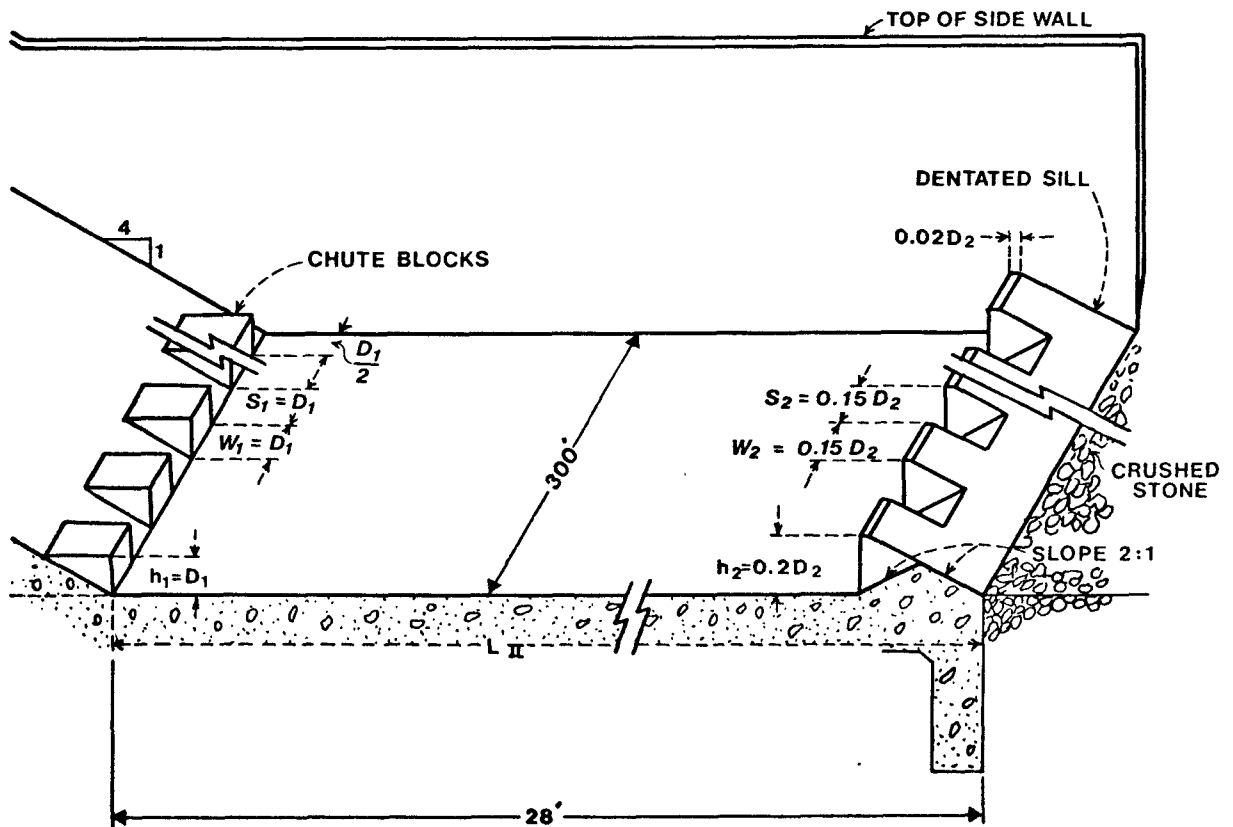 TOP OF SIDE WALL
DENTATED SILL
4
1
0.02D₂
CHUTE BLOCKS
D₁
2
S₁ = D₁
S₂ = 0.15 D₂
W₁ = D₁
W₂ = 0.15 D₂
300'
CRUSHED
STONE
SLOPE 2:1
h₁=D₁
h₂=0.2D₂
L II
28'